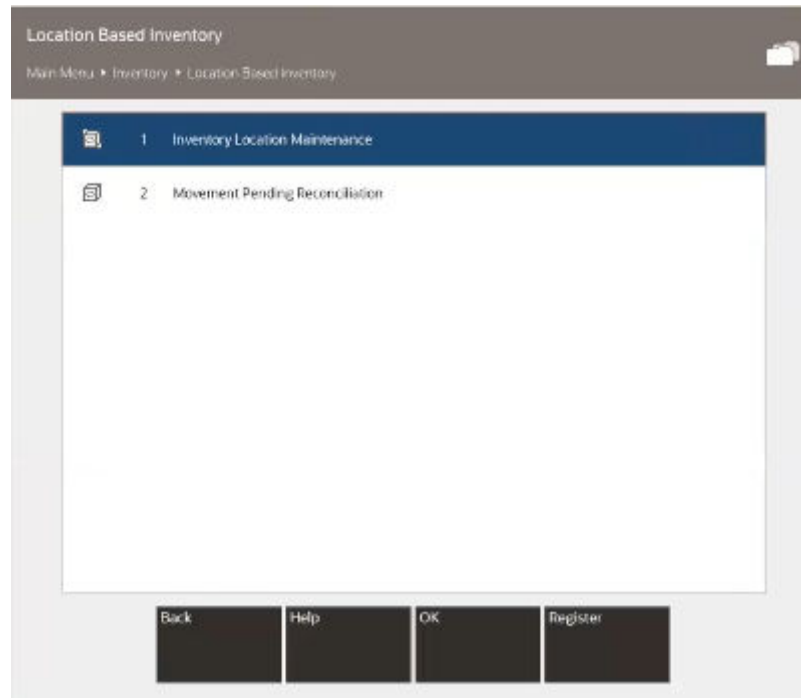 Location Based Inventory
Main Menu ▸ Inventory ▸ Location Based Inventory
1 Inventory Location Maintenance
2 Movement Pending Reconciliation
Back Help OK Register